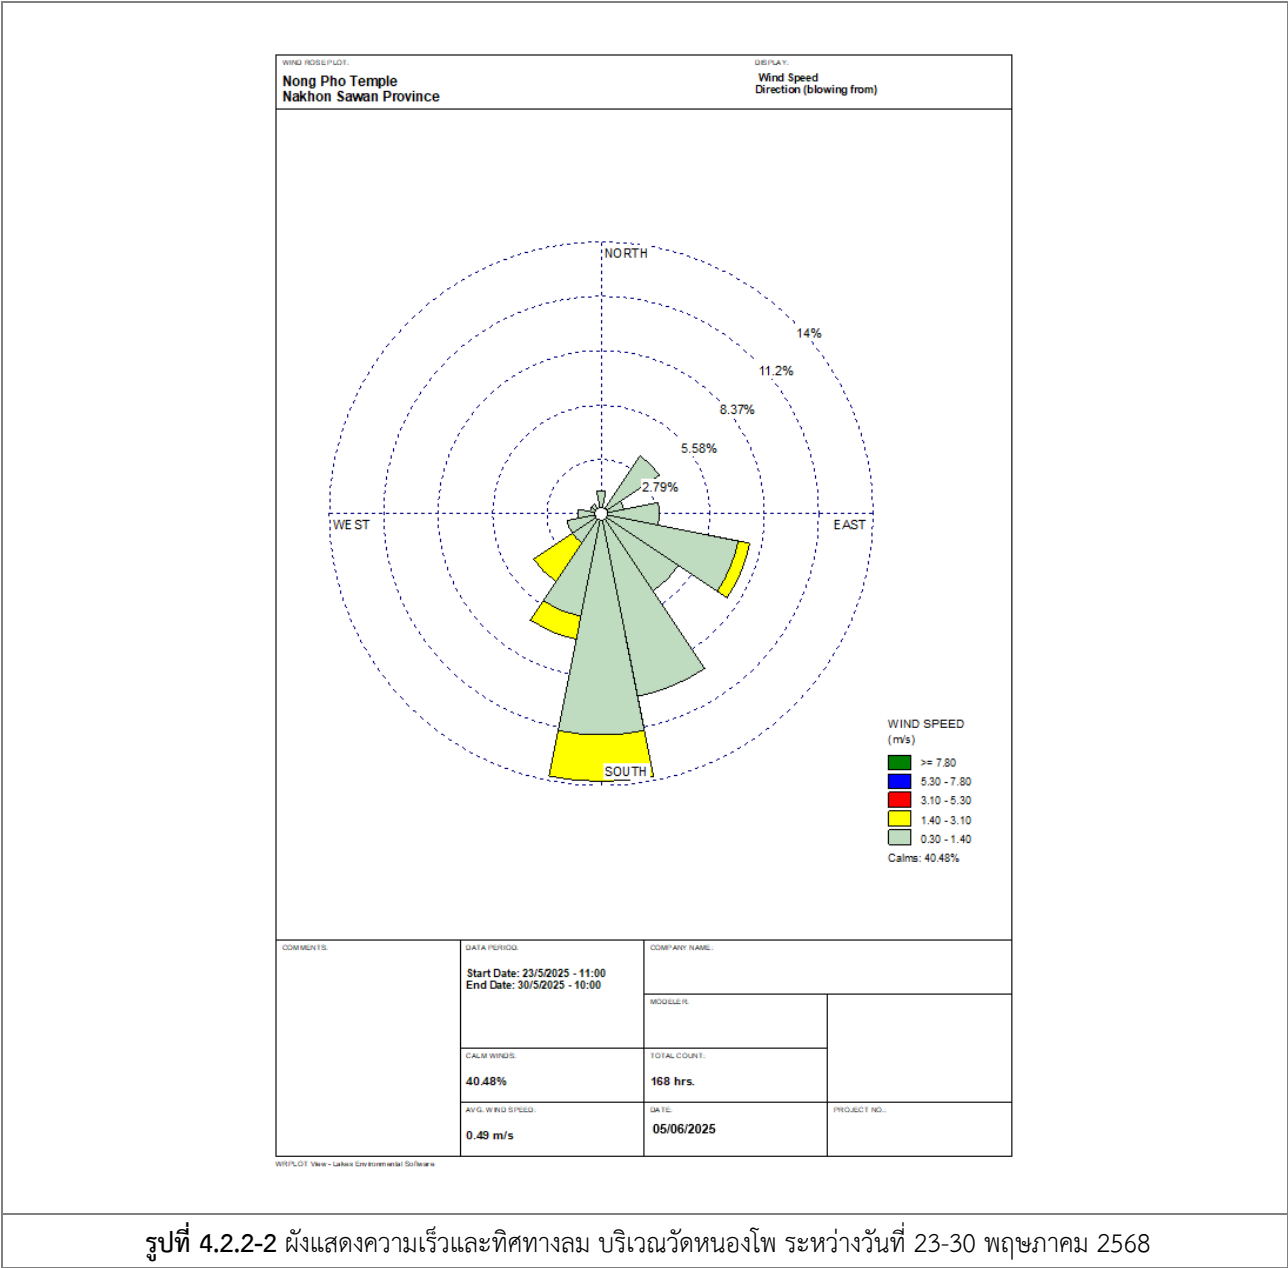 WIND ROSE PLOT:
Nong Pho Temple
Nakhon Sawan Province
DISPLAY:
Wind Speed
Direction (blowing from)
NORTH
14%
11.2%
8.37%
5.58%
2.79%
WEST
EAST
SOUTH
WIND SPEED
(m/s)
>= 7.80
5.30 - 7.80
3.10 - 5.30
1.40 - 3.10
0.30 - 1.40
Calms: 40.48%
COMMENTS:
DATA PERIOD:
Start Date: 23/5/2025 - 11:00
End Date: 30/5/2025 - 10:00
COMPANY NAME:
MODELER:
CALM WINDS:
40.48%
TOTAL COUNT:
168 hrs.
AVG. WIND SPEED:
0.49 m/s
DATE:
05/06/2025
PROJECT NO.:
WRPLOT View - Lakes Environmental Software
รูปที่ 4.2.2-2 ผังแสดงความเร็วและทิศทางลม บริเวณวัดหนองโพ ระหว่างวันที่ 23-30 พฤษภาคม 2568